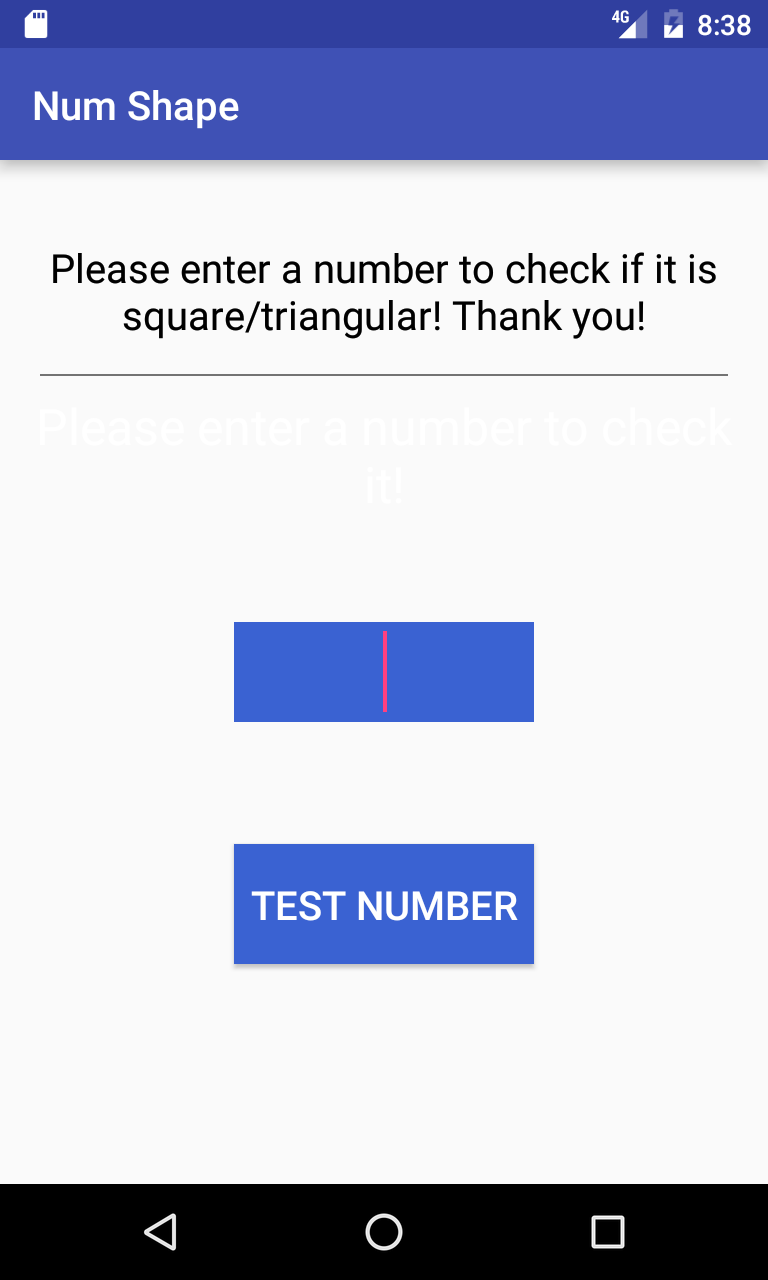 4G 8:38
Num Shape
Please enter a number to check if it is
square/triangular! Thank you!
Please enter a number to check
it!
TEST NUMBER